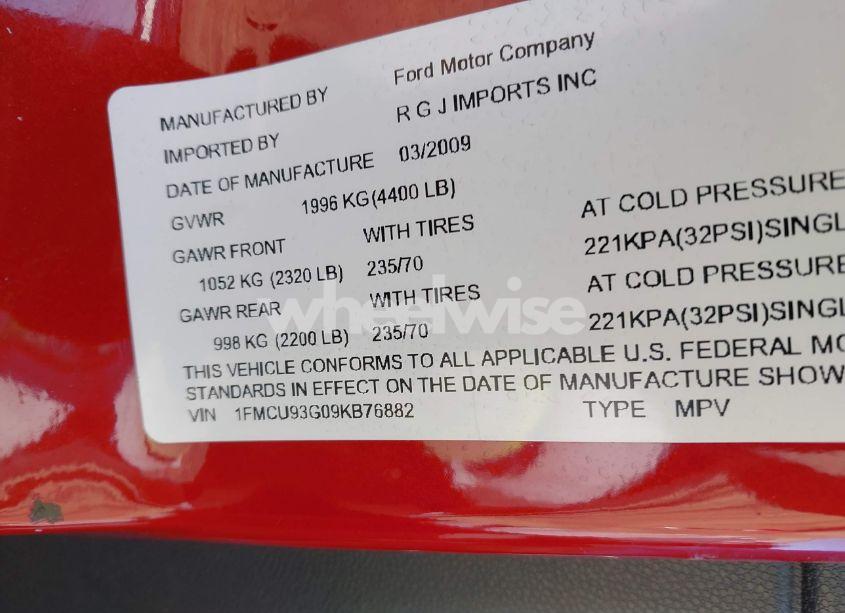 MANUFACTURED BY Ford Motor Company
IMPORTED BY R G J IMPORTS INC
DATE OF MANUFACTURE 03/2009
GVWR 1996 KG (4400 LB)
GAWR FRONT WITH TIRES AT COLD PRESSURE
1052 KG (2320 LB) 235/70 221KPA(32PSI)SINGL
GAWR REAR WITH TIRES AT COLD PRESSURE
998 KG (2200 LB) 235/70 221KPA(32PSI)SINGL
THIS VEHICLE CONFORMS TO ALL APPLICABLE U.S. FEDERAL MO
STANDARDS IN EFFECT ON THE DATE OF MANUFACTURE SHOW
VIN 1FMCU93G09KB76882 TYPE MPV
wheelwise